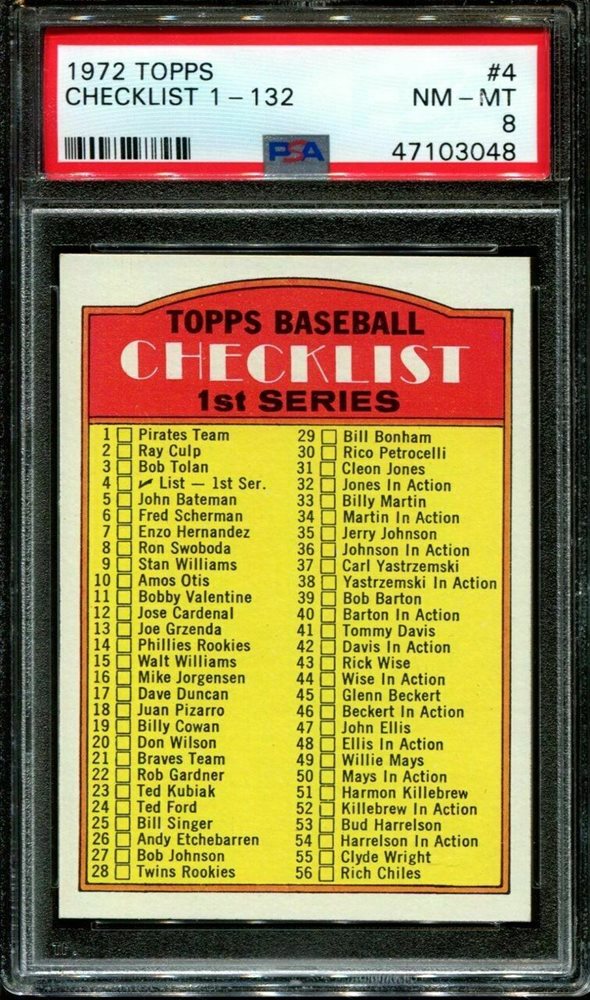 1972 TOPPS #4
CHECKLIST 1 – 132 NM – MT
8
PSA 47103048
TOPPS BASEBALL
CHECKLIST
1st SERIES
1 Pirates Team
2 Ray Culp
3 Bob Tolan
4 List — 1st Ser.
5 John Bateman
6 Fred Scherman
7 Enzo Hernandez
8 Ron Swoboda
9 Stan Williams
10 Amos Otis
11 Bobby Valentine
12 Jose Cardenal
13 Joe Grzenda
14 Phillies Rookies
15 Walt Williams
16 Mike Jorgensen
17 Dave Duncan
18 Juan Pizarro
19 Billy Cowan
20 Don Wilson
21 Braves Team
22 Rob Gardner
23 Ted Kubiak
24 Ted Ford
25 Bill Singer
26 Andy Etchebarren
27 Bob Johnson
28 Twins Rookies
29 Bill Bonham
30 Rico Petrocelli
31 Cleon Jones
32 Jones In Action
33 Billy Martin
34 Martin In Action
35 Jerry Johnson
36 Johnson In Action
37 Carl Yastrzemski
38 Yastrzemski In Action
39 Bob Barton
40 Barton In Action
41 Tommy Davis
42 Davis In Action
43 Rick Wise
44 Wise In Action
45 Glenn Beckert
46 Beckert In Action
47 John Ellis
48 Ellis In Action
49 Willie Mays
50 Mays In Action
51 Harmon Killebrew
52 Killebrew In Action
53 Bud Harrelson
54 Harrelson In Action
55 Clyde Wright
56 Rich Chiles